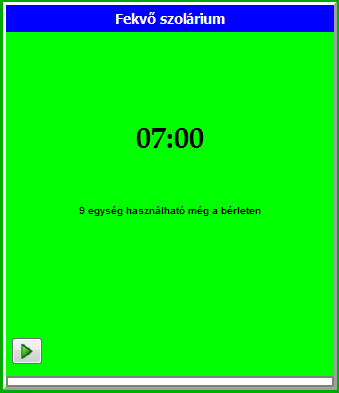 Fekvő szolárium
07:00
9 egység használható még a bérleten